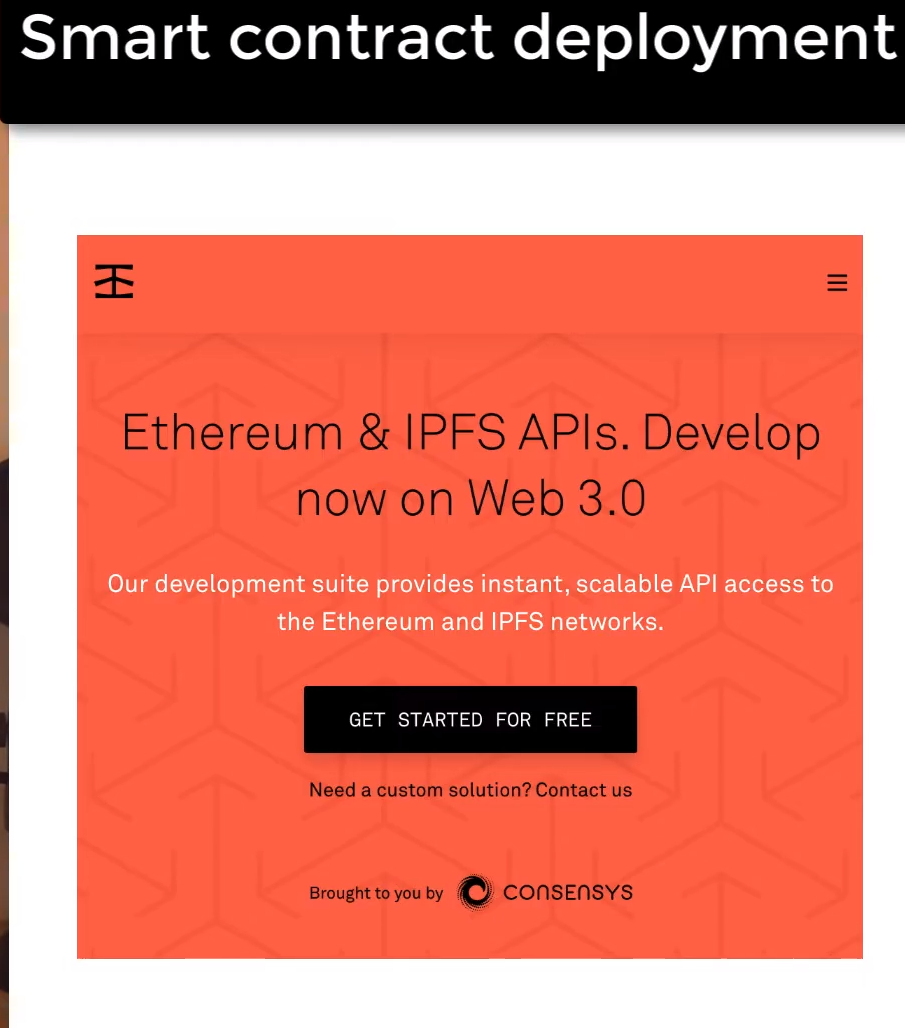 Smart contract deployment
Ethereum & IPFS APIs. Develop
now on Web 3.0
Our development suite provides instant, scalable API access to
the Ethereum and IPFS networks.
GET STARTED FOR FREE
Need a custom solution? Contact us
Brought to you by CONSENSYS